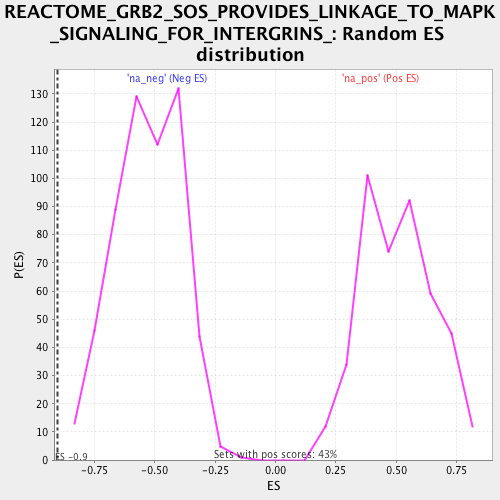 REACTOME_GRB2_SOS_PROVIDES_LINKAGE_TO_MAPK
_SIGNALING_FOR_INTERGRINS_: Random ES
distribution
'na_neg' (Neg ES)
'na_pos' (Pos ES)
130
120
110
100
90
80
70
60
50
40
30
20
10
0
P(ES)
ES -0.9
Sets with pos scores: 43%
-0.75
-0.50
-0.25
0.00
0.25
0.50
0.75
ES